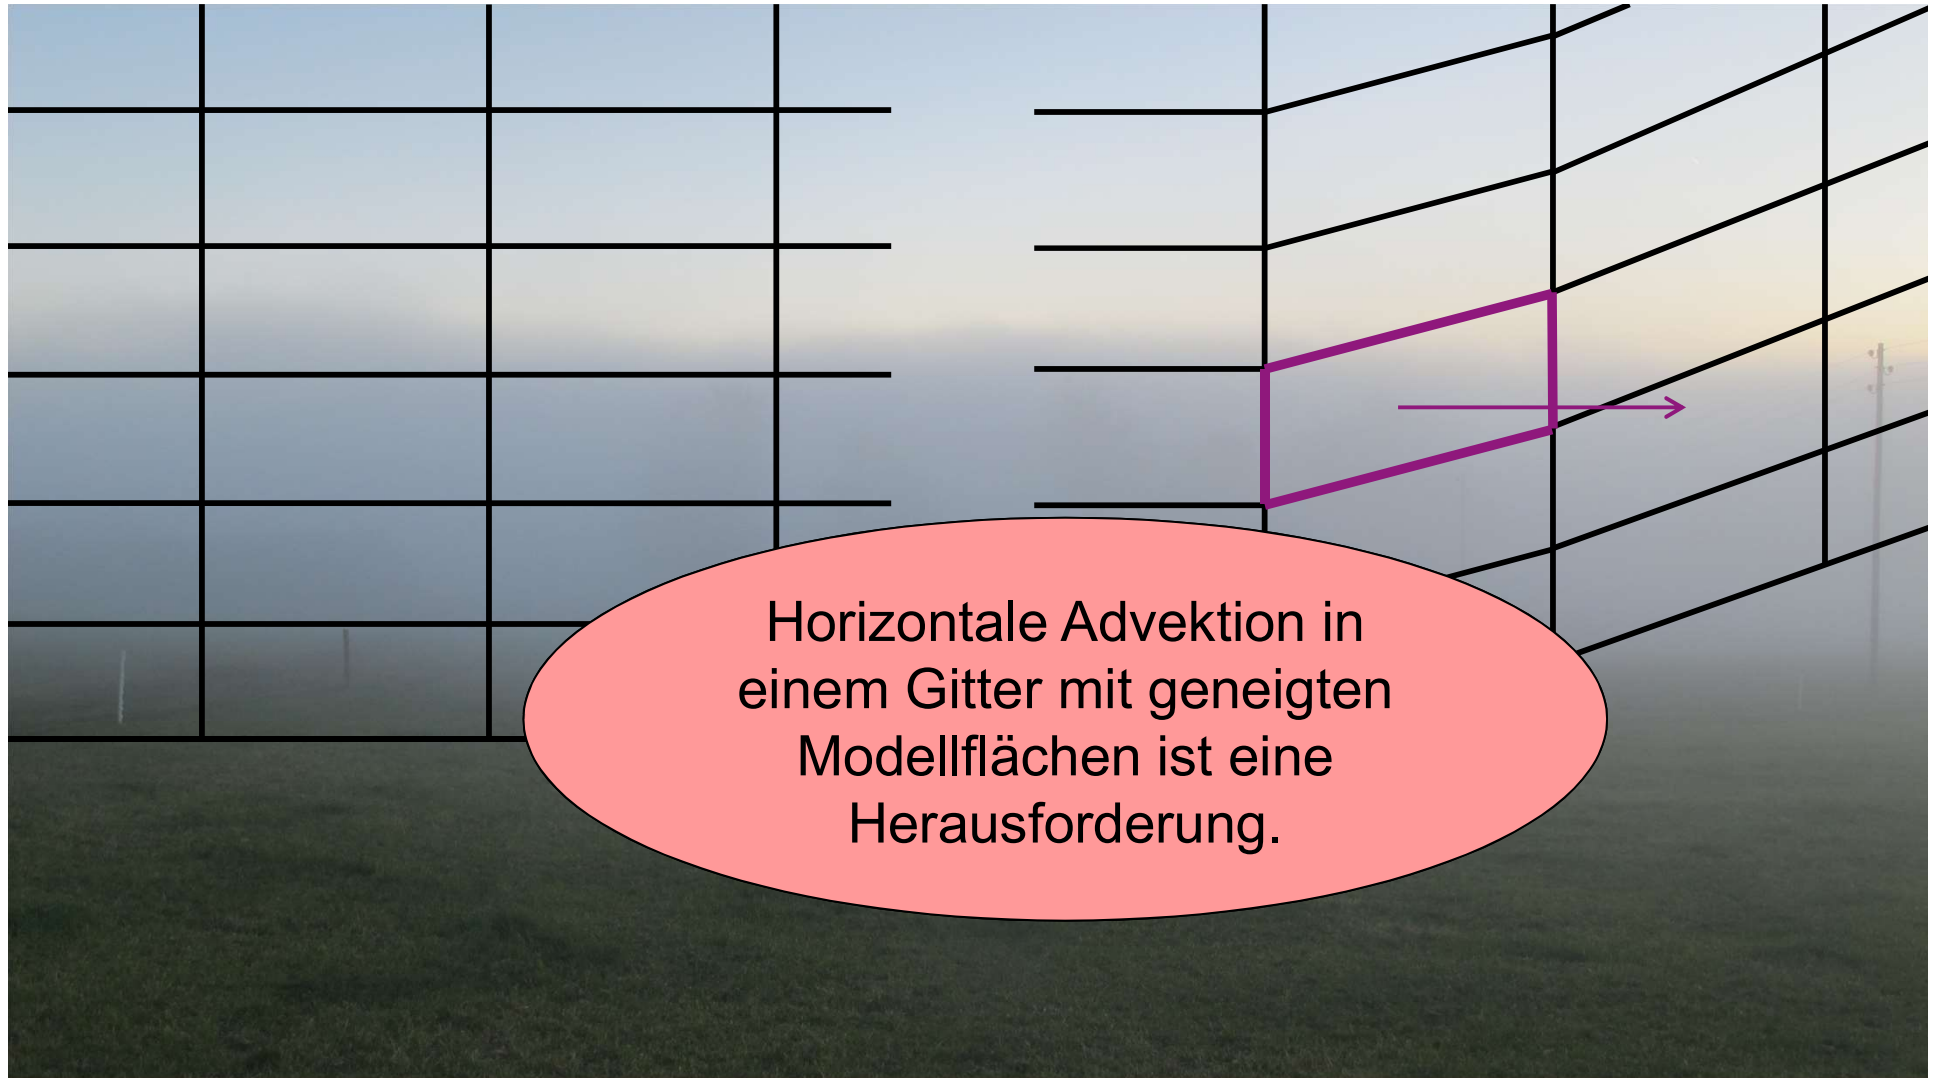 Horizontale Advektion in
einem Gitter mit geneigten
Modellflächen ist eine
Herausforderung.